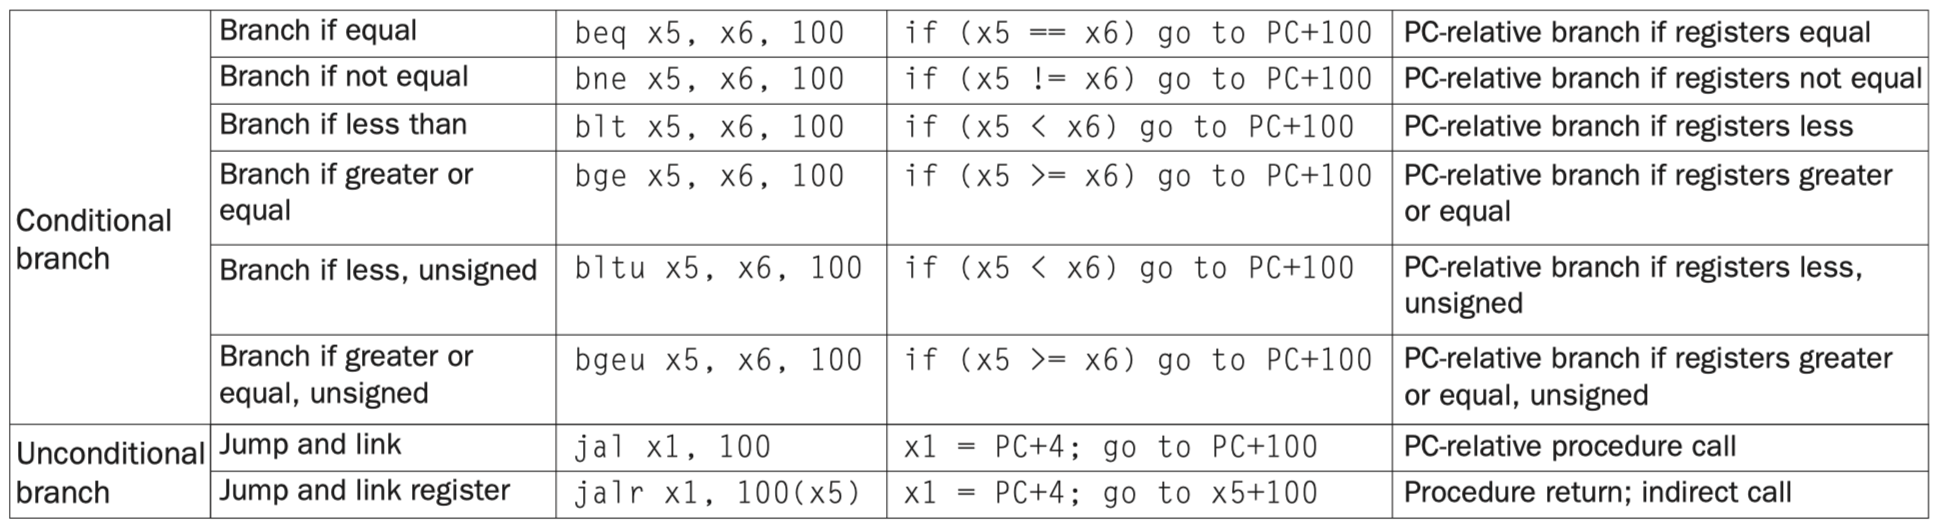 Conditional branch
Branch if equal	beq x5, x6, 100	if (x5 == x6) go to PC+100	PC-relative branch if registers equal
Branch if not equal	bne x5, x6, 100	if (x5 != x6) go to PC+100	PC-relative branch if registers not equal
Branch if less than	blt x5, x6, 100	if (x5 < x6) go to PC+100	PC-relative branch if registers less
Branch if greater or equal	bge x5, x6, 100	if (x5 >= x6) go to PC+100	PC-relative branch if registers greater or equal
Branch if less, unsigned	bltu x5, x6, 100	if (x5 < x6) go to PC+100	PC-relative branch if registers less, unsigned
Branch if greater or equal, unsigned	bgeu x5, x6, 100	if (x5 >= x6) go to PC+100	PC-relative branch if registers greater or equal, unsigned
Unconditional branch
Jump and link	jal x1, 100	x1 = PC+4; go to PC+100	PC-relative procedure call
Jump and link register	jalr x1, 100(x5)	x1 = PC+4; go to x5+100	Procedure return; indirect call